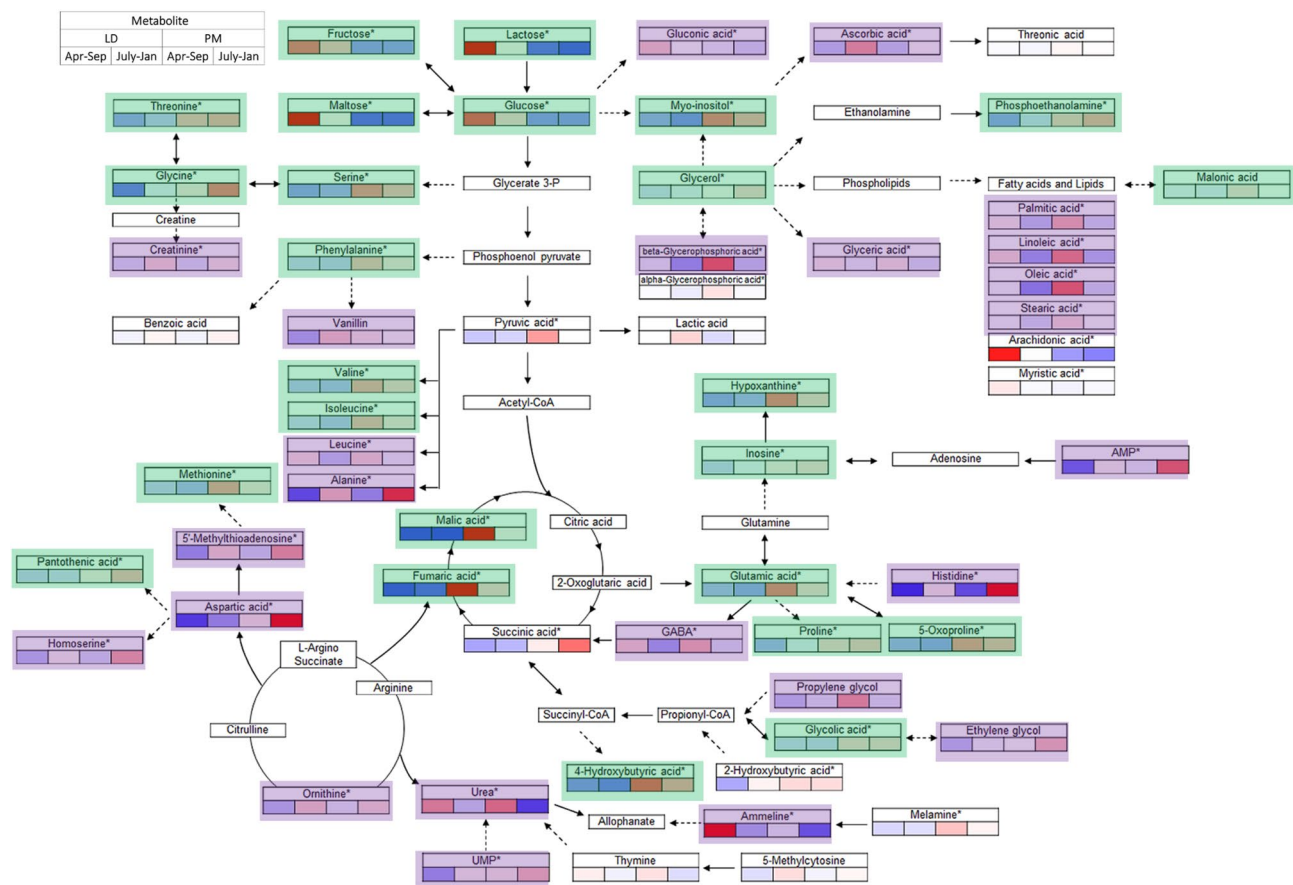 Metabolite
LD PM
Apr-Sep July-Jan Apr-Sep July-Jan
Fructose*
Lactose*
Gluconic acid*
Ascorbic acid*
Threonic acid
Threonine*
Maltose*
Glucose*
Myo-inositol*
Ethanolamine
Phosphoethanolamine*
Glycine*
Serine*
Glycerate 3-P
Glycerol*
Phospholipids
Fatty acids and Lipids
Malonic acid
Creatine
Creatinine*
Phenylalanine*
Phosphoenol pyruvate
beta-Glycerophosphoric acid*
alpha-Glycerophosphoric acid*
Glyceric acid*
Palmitic acid*
Linoleic acid*
Oleic acid*
Stearic acid*
Arachidonic acid*
Myristic acid*
Benzoic acid
Vanillin
Pyruvic acid*
Lactic acid
Valine*
Isoleucine*
Leucine*
Alanine*
Acetyl-CoA
Hypoxanthine*
Inosine*
Adenosine
AMP*
Methionine*
5'-Methylthioadenosine*
Pantothenic acid*
Aspartic acid*
Homoserine*
Malic acid*
Fumaric acid*
Citric acid
2-Oxoglutaric acid
Succinic acid*
Glutamine
Glutamic acid*
Histidine*
GABA*
Proline*
5-Oxoproline*
L-Argino
Succinate
Arginine
Citrulline
Ornithine*
Succinyl-CoA
Propionyl-CoA
Propylene glycol
Glycolic acid*
Ethylene glycol
4-Hydroxybutyric acid*
2-Hydroxybutyric acid*
Urea*
Allophanate
Ammeline*
Melamine*
UMP*
Thymine
5-Methylcytosine